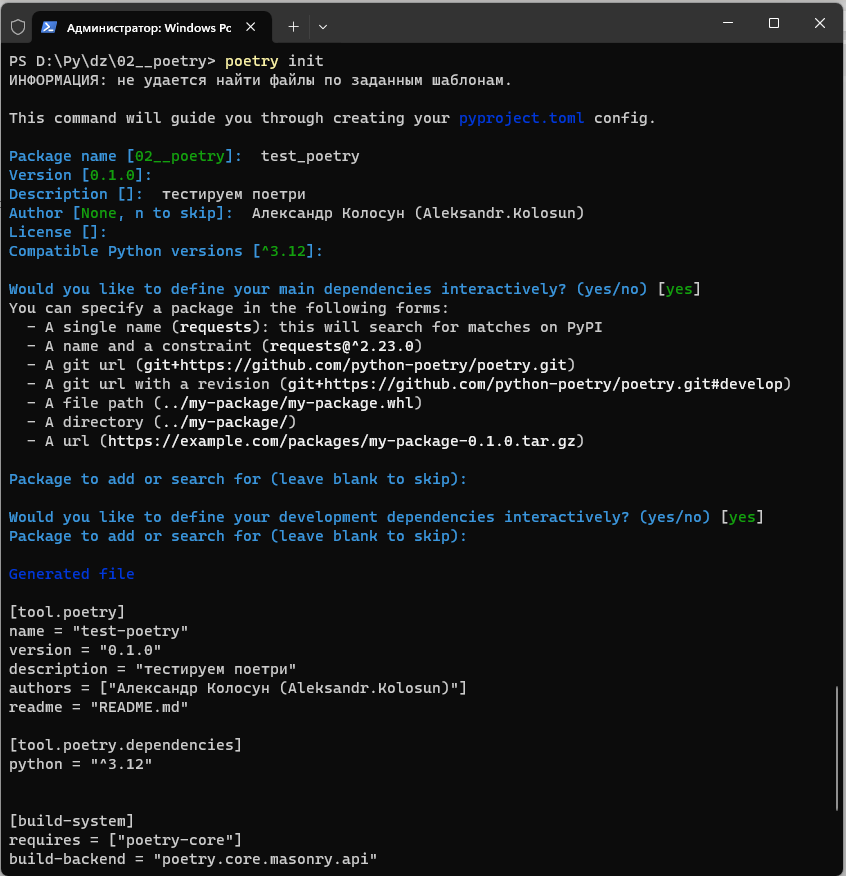 Администратор: Windows Pc
PS D:\Py\dz\02__poetry> poetry init
ИНФОРМАЦИЯ: не удается найти файлы по заданным шаблонам.
This command will guide you through creating your pyproject.toml config.
Package name [02__poetry]:  test_poetry
Version [0.1.0]:
Description []:  тестируем поетри
Author [None, n to skip]:  Александр Колосун (Aleksandr.Kolosun)
License []:
Compatible Python versions [^3.12]:
Would you like to define your main dependencies interactively? (yes/no) [yes]
You can specify a package in the following forms:
  - A single name (requests): this will search for matches on PyPI
  - A name and a constraint (requests@^2.23.0)
  - A git url (git+https://github.com/python-poetry/poetry.git)
  - A git url with a revision (git+https://github.com/python-poetry/poetry.git#develop)
  - A file path (../my-package/my-package.whl)
  - A directory (../my-package/)
  - A url (https://example.com/packages/my-package-0.1.0.tar.gz)
Package to add or search for (leave blank to skip):
Would you like to define your development dependencies interactively? (yes/no) [yes]
Package to add or search for (leave blank to skip):
Generated file
[tool.poetry]
name = "test-poetry"
version = "0.1.0"
description = "тестируем поетри"
authors = ["Александр Колосун (Aleksandr.Kolosun)"]
readme = "README.md"
[tool.poetry.dependencies]
python = "^3.12"
[build-system]
requires = ["poetry-core"]
build-backend = "poetry.core.masonry.api"